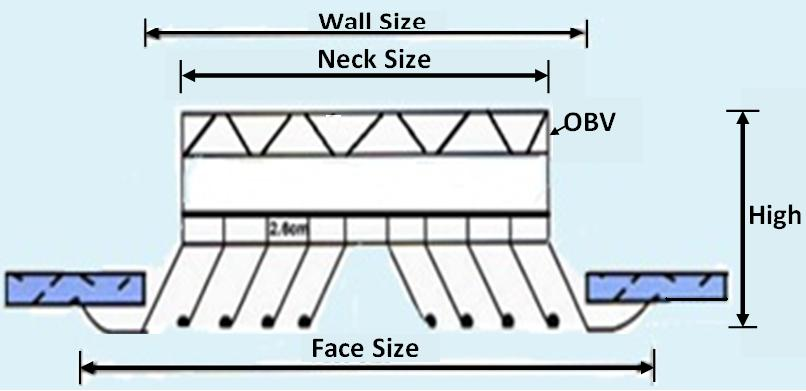 Wall Size
Neck Size
OBV
High
2.6cm
Face Size